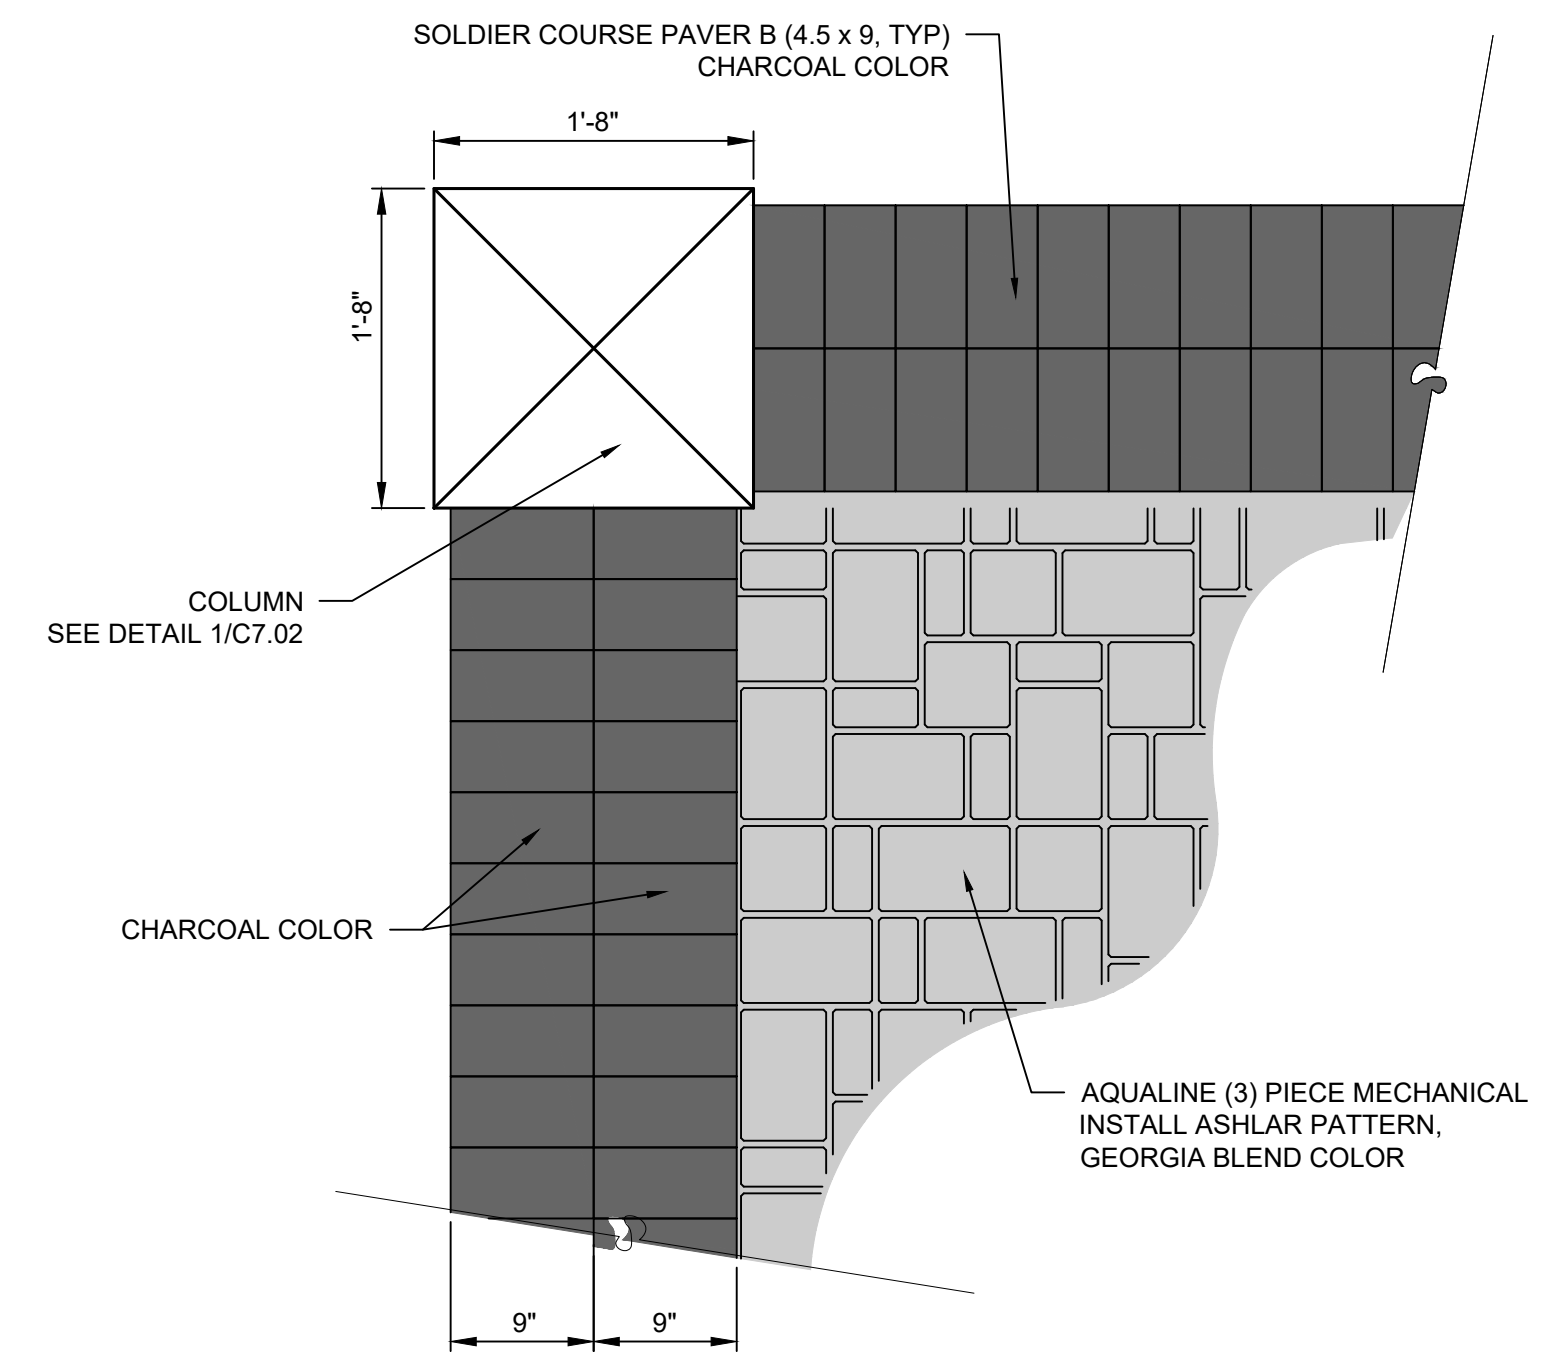 SOLDIER COURSE PAVER B (4.5 x 9, TYP)
CHARCOAL COLOR
1'-8"
1'-8"
COLUMN
SEE DETAIL 1/C7.02
CHARCOAL COLOR
AQUALINE (3) PIECE MECHANICAL
INSTALL ASHLAR PATTERN,
GEORGIA BLEND COLOR
9"
9"